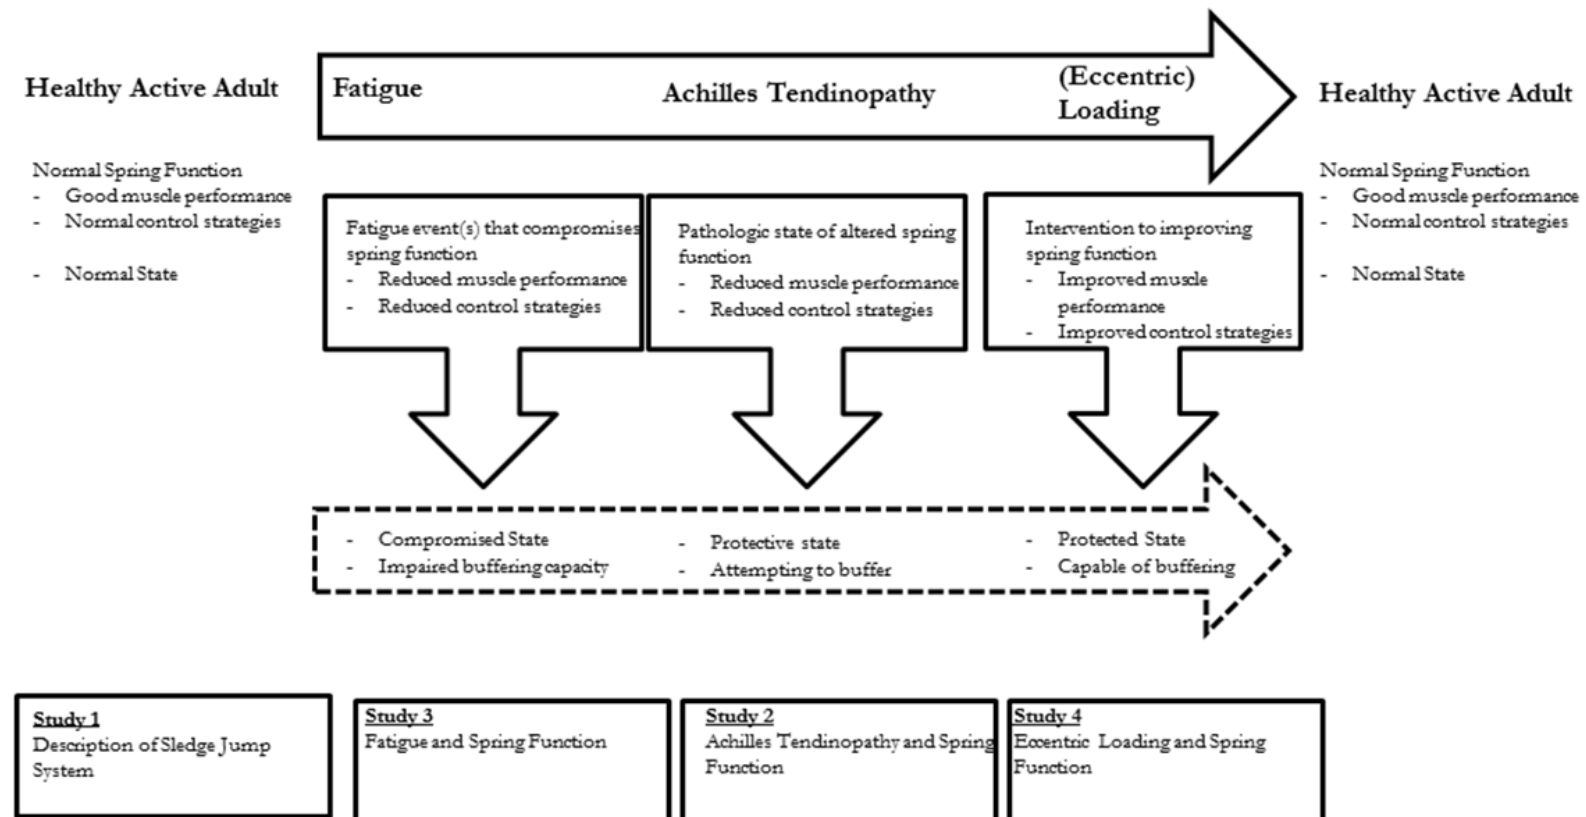 Healthy Active Adult
Fatigue
Achilles Tendinopathy
(Eccentric)
Loading
Healthy Active Adult
Normal Spring Function
- Good muscle performance
- Normal control strategies
- Normal State
Fatigue event(s) that compromises
spring function
- Reduced muscle performance
- Reduced control strategies
Pathologic state of altered spring
function
- Reduced muscle performance
- Reduced control strategies
Intervention to improving
spring function
- Improved muscle
performance
- Improved control strategies
Normal Spring Function
- Good muscle performance
- Normal control strategies
- Normal State
- Compromised State
- Impaired buffering capacity
- Protective state
- Attempting to buffer
- Protected State
- Capable of buffering
Study 1
Description of Sledge Jump
System
Study 3
Fatigue and Spring Function
Study 2
Achilles Tendinopathy and Spring
Function
Study 4
Eccentric Loading and Spring
Function